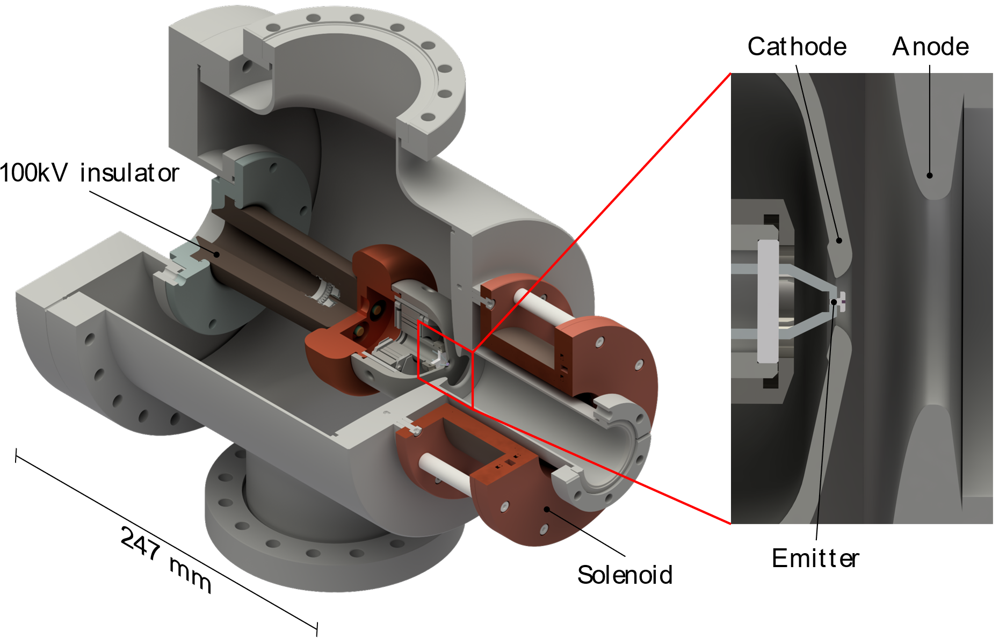 Cathode
Anode
100kV insulator
247 mm
Solenoid
Emitter